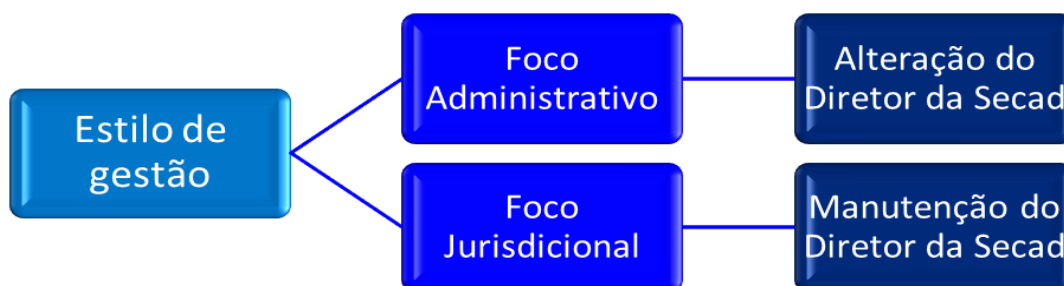 Estilo de
gestão
Foco
Administrativo
Alteração do
Diretor da Secad
Foco
Jurisdicional
Manutenção do
Diretor da Secad